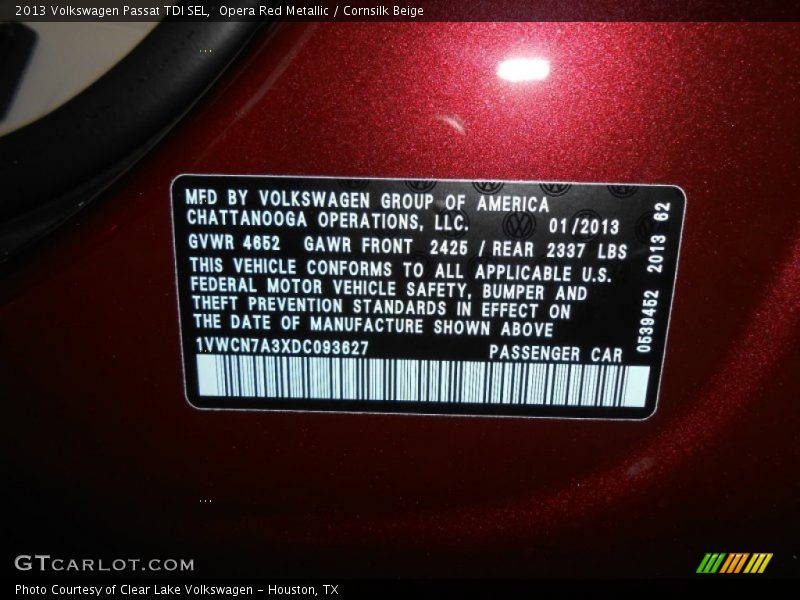 2013 Volkswagen Passat TDI SEL, Opera Red Metallic / Cornsilk Beige
MFD BY VOLKSWAGEN GROUP OF AMERICA
CHATTANOOGA OPERATIONS, LLC. 01/2013
GVWR 4652 GAWR FRONT 2425 / REAR 2337 LBS
THIS VEHICLE CONFORMS TO ALL APPLICABLE U.S.
FEDERAL MOTOR VEHICLE SAFETY, BUMPER AND
THEFT PREVENTION STANDARDS IN EFFECT ON
THE DATE OF MANUFACTURE SHOWN ABOVE
1VWCN7A3XDC093627 PASSENGER CAR
0539452 2013 62
GTCARLOT.COM
Photo Courtesy of Clear Lake Volkswagen - Houston, TX